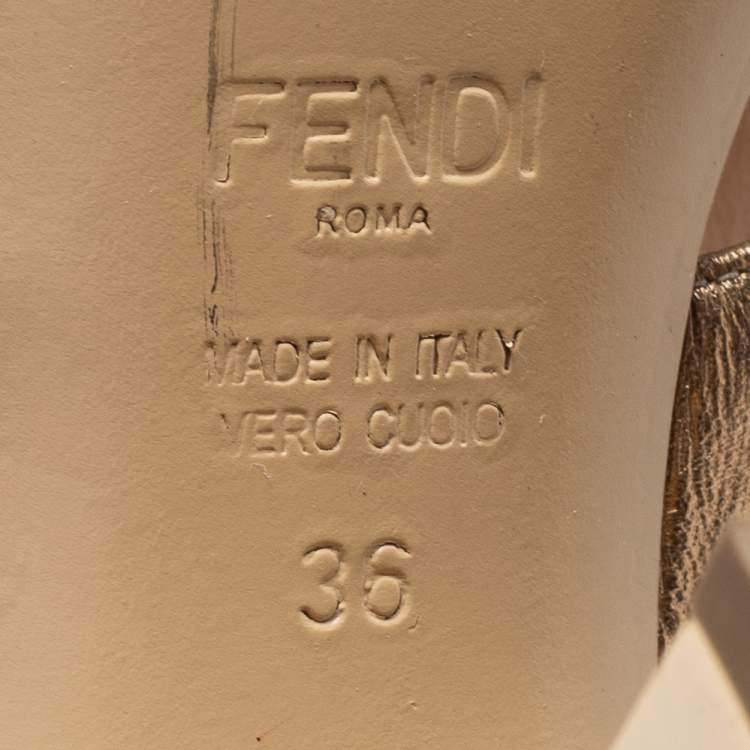 FENDI
ROMA
MADE IN ITALY
VERO CUOIO
36